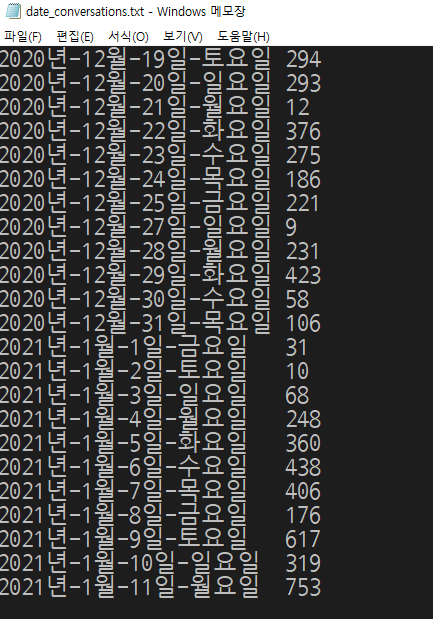 date_conversations.txt - Windows 메모장
파일(F) 편집(E) 서식(O) 보기(V) 도움말(H)
2020년-12월-19일-토요일 294
2020년-12월-20일-일요일 293
2020년-12월-21일-월요일 12
2020년-12월-22일-화요일 376
2020년-12월-23일-수요일 275
2020년-12월-24일-목요일 186
2020년-12월-25일-금요일 221
2020년-12월-27일-일요일 9
2020년-12월-28일-월요일 231
2020년-12월-29일-화요일 423
2020년-12월-30일-수요일 58
2020년-12월-31일-목요일 106
2021년-1월-1일-금요일 31
2021년-1월-2일-토요일 10
2021년-1월-3일-일요일 68
2021년-1월-4일-월요일 248
2021년-1월-5일-화요일 360
2021년-1월-6일-수요일 438
2021년-1월-7일-목요일 406
2021년-1월-8일-금요일 176
2021년-1월-9일-토요일 617
2021년-1월-10일-일요일 319
2021년-1월-11일-월요일 753